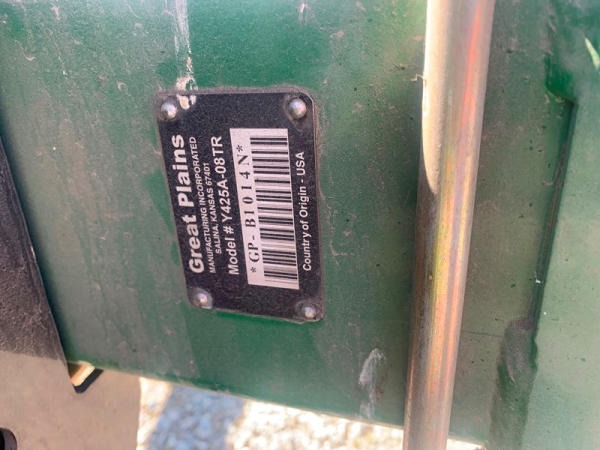 Great Plains
MANUFACTURING INCORPORATED
SALINA, KANSAS 67401
Model # Y425A-08TR
*GP-B1014N*
Country of Origin - USA